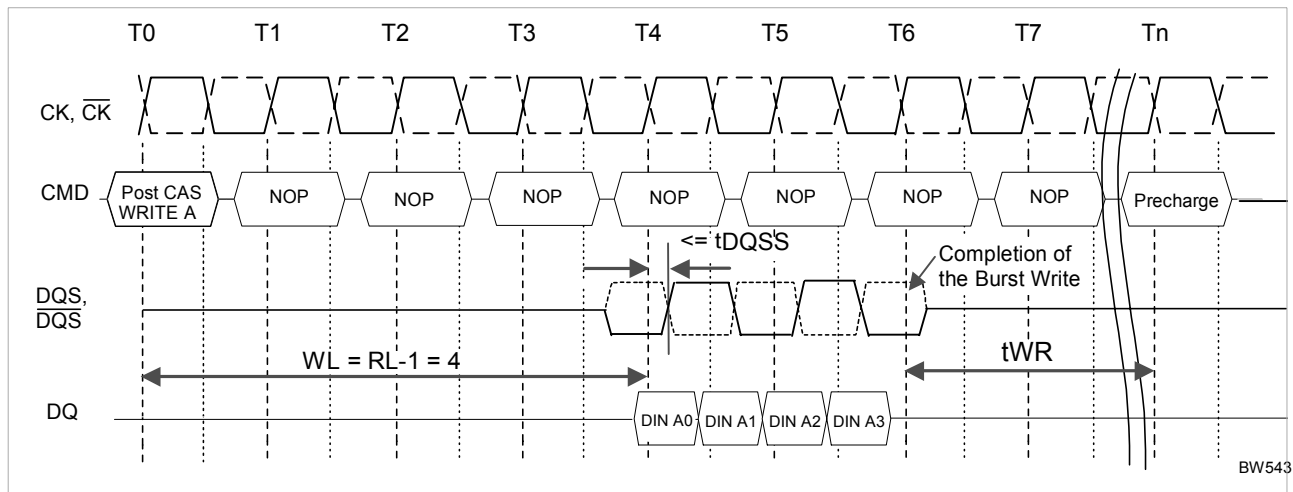 T0 T1 T2 T3 T4 T5 T6 T7 Tn
CK, CK
CMD Post CAS NOP NOP NOP NOP NOP NOP NOP Precharge
WRITE A
<= tDQSS
Completion of
the Burst Write
DQS,
DQS
WL = RL-1 = 4
tWR
DQ DIN A0 DIN A1 DIN A2 DIN A3
BW543